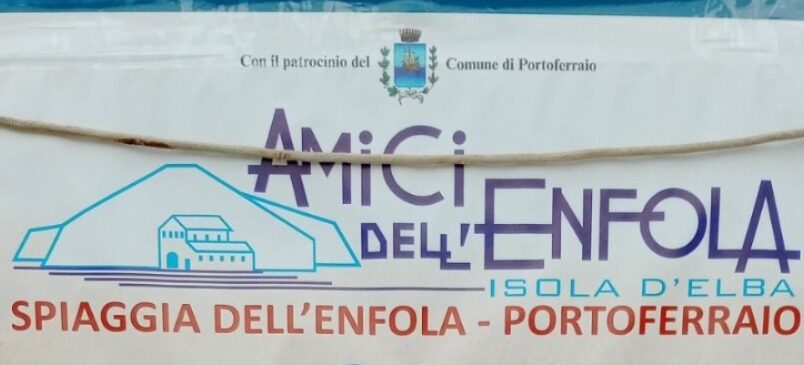 Con il patrocinio del Comune di Portoferraio
AMiCi
DELL'ENFOLA
ISOLA D'ELBA
SPIAGGIA DELL'ENFOLA - PORTOFERRAIO